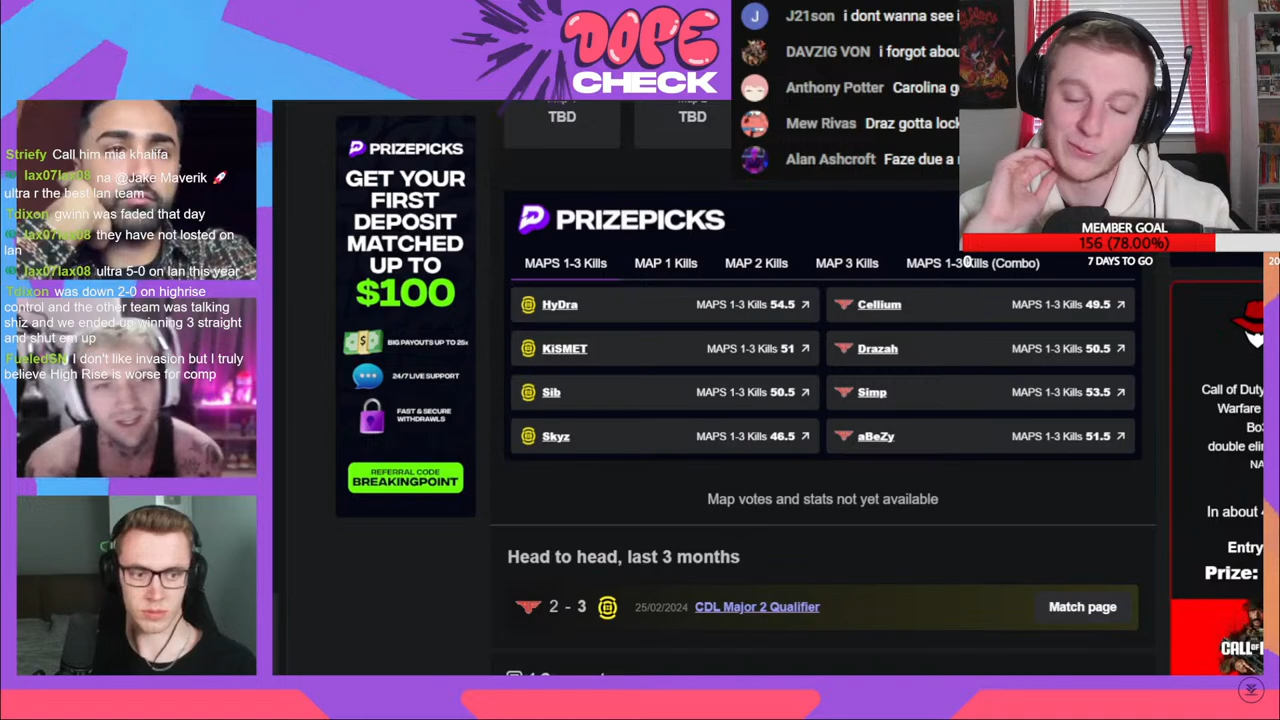 DOPE
CHECK
J21son i dont wanna see i
DAVZIG VON i forgot abou
Anthony Potter Carolina g
Mew Rivas Draz gotta lock
Alan Ashcroft Faze due a
MEMBER GOAL
156 (78.00%)
0
7 DAYS TO GO
20
Striefy Call him mia khalifa
lax07lax08 na @Jake Maverik 🚀
ultra r the best lan team
Tdixon gwinn was faded that day
lax07lax08 they have not losted on
lan
lax07lax08 ultra 5-0 on lan this year
Tdixon was down 2-0 on highrise
control and the other team was talking
shiz and we ended up winning 3 straight
and shut em up
FueledSN I don't like invasion but I truly
believe High Rise is worse for comp
PRIZEPICKS
GET YOUR
FIRST
DEPOSIT
MATCHED
UP TO
$100
BIG PAYOUTS UP TO 25x
24/7 LIVE SUPPORT
FAST & SECURE
WITHDRAWLS
REFERRAL CODE
BREAKINGPOINT
TBD
TBD
PRIZEPICKS
MAPS 1-3 Kills MAP 1 Kills MAP 2 Kills MAP 3 Kills MAPS 1-3 Kills (Combo)
HyDra MAPS 1-3 Kills 54.5 ↗
Cellium MAPS 1-3 Kills 49.5 ↗
KiSMET MAPS 1-3 Kills 51 ↗
Drazah MAPS 1-3 Kills 50.5 ↗
Sib MAPS 1-3 Kills 50.5 ↗
Simp MAPS 1-3 Kills 53.5 ↗
Skyz MAPS 1-3 Kills 46.5 ↗
aBeZy MAPS 1-3 Kills 51.5 ↗
Map votes and stats not yet available
Head to head, last 3 months
2 - 3 25/02/2024 CDL Major 2 Qualifier Match page
Call of Duty
Warfare
Bo
double elin
NA
In about
Entry
Prize:
CALL OF